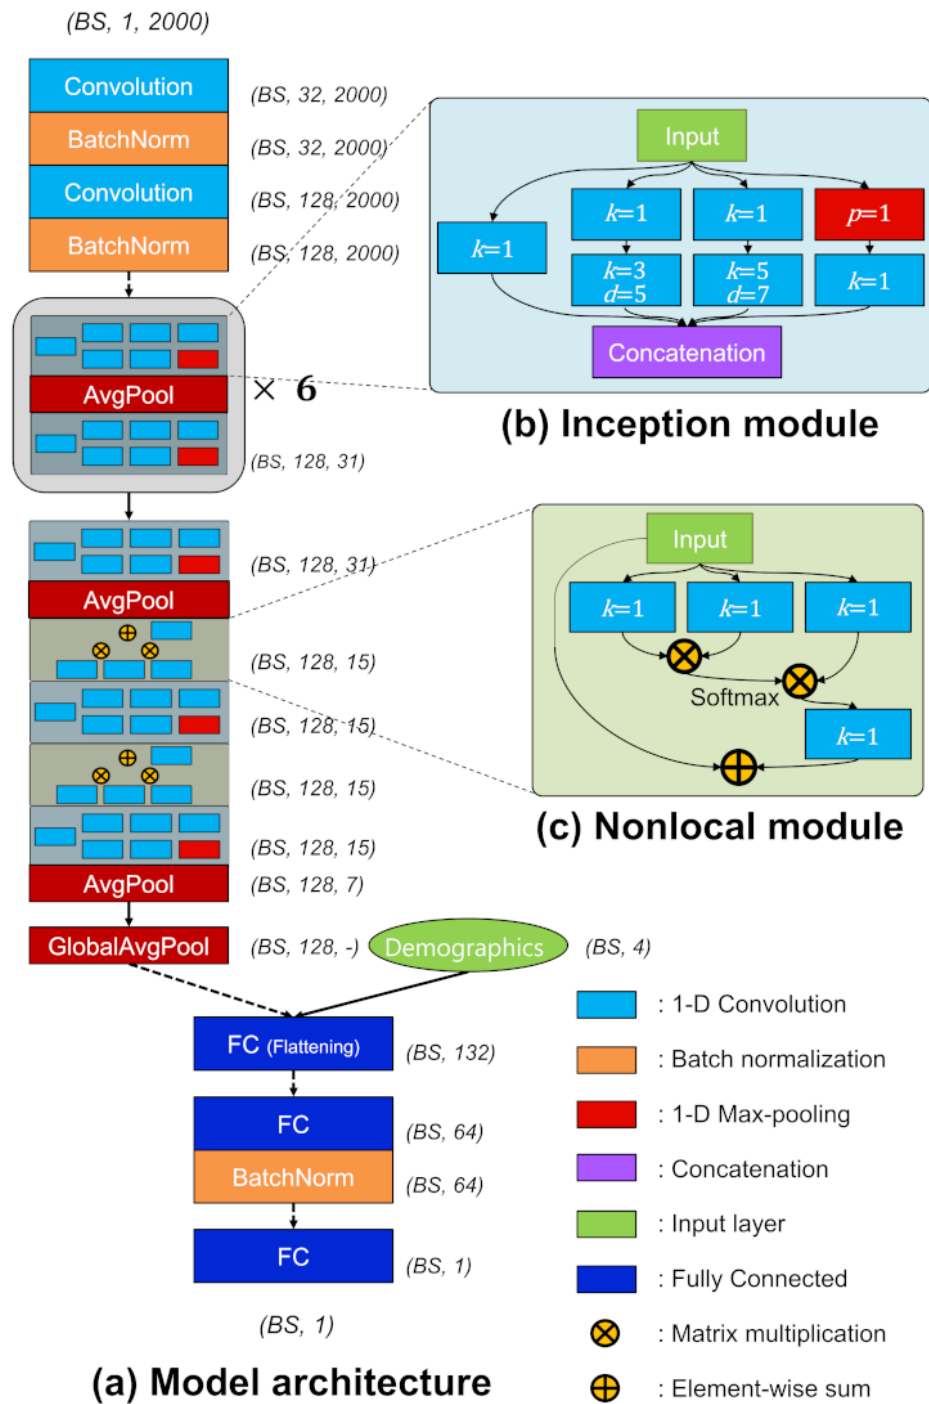 (BS, 1, 2000)
Convolution
(BS, 32, 2000)
BatchNorm
(BS, 32, 2000)
Convolution
(BS, 128, 2000)
BatchNorm
(BS, 128, 2000)
AvgPool
× 6
(BS, 128, 31)
(BS, 128, 31)
AvgPool
(BS, 128, 15)
(BS, 128, 15)
(BS, 128, 15)
(BS, 128, 15)
AvgPool
(BS, 128, 7)
GlobalAvgPool
(BS, 128, -)
Demographics
(BS, 4)
FC (Flattening)
(BS, 132)
FC
(BS, 64)
BatchNorm
(BS, 64)
FC
(BS, 1)
(BS, 1)
(a) Model architecture
Input
k=1
k=1
k=1
p=1
k=3
d=5
k=5
d=7
k=1
Concatenation
(b) Inception module
Input
k=1
k=1
k=1
Softmax
k=1
(c) Nonlocal module
: 1-D Convolution
: Batch normalization
: 1-D Max-pooling
: Concatenation
: Input layer
: Fully Connected
: Matrix multiplication
: Element-wise sum